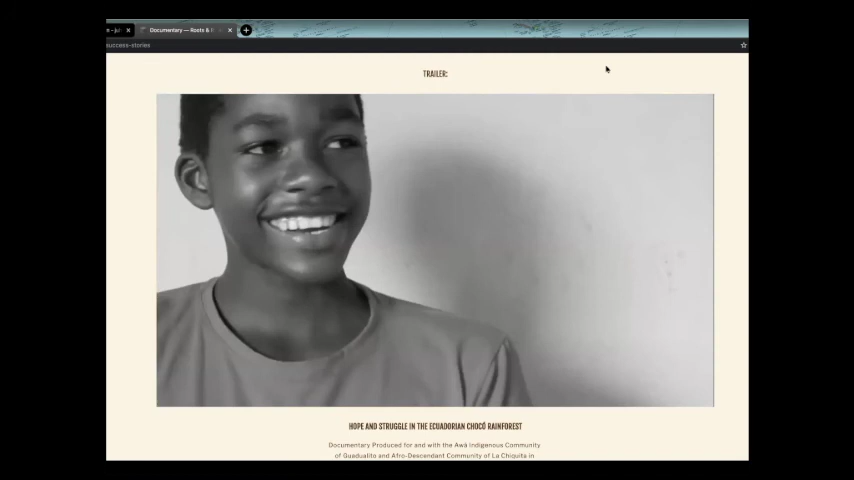 Documentary — Roots & R
success-stories
TRAILER:
HOPE AND STRUGGLE IN THE ECUADORIAN CHOCÓ RAINFOREST
Documentary Produced for and with the Awá Indigenous Community
of Guadualito and Afro-Descendant Community of La Chiquita in